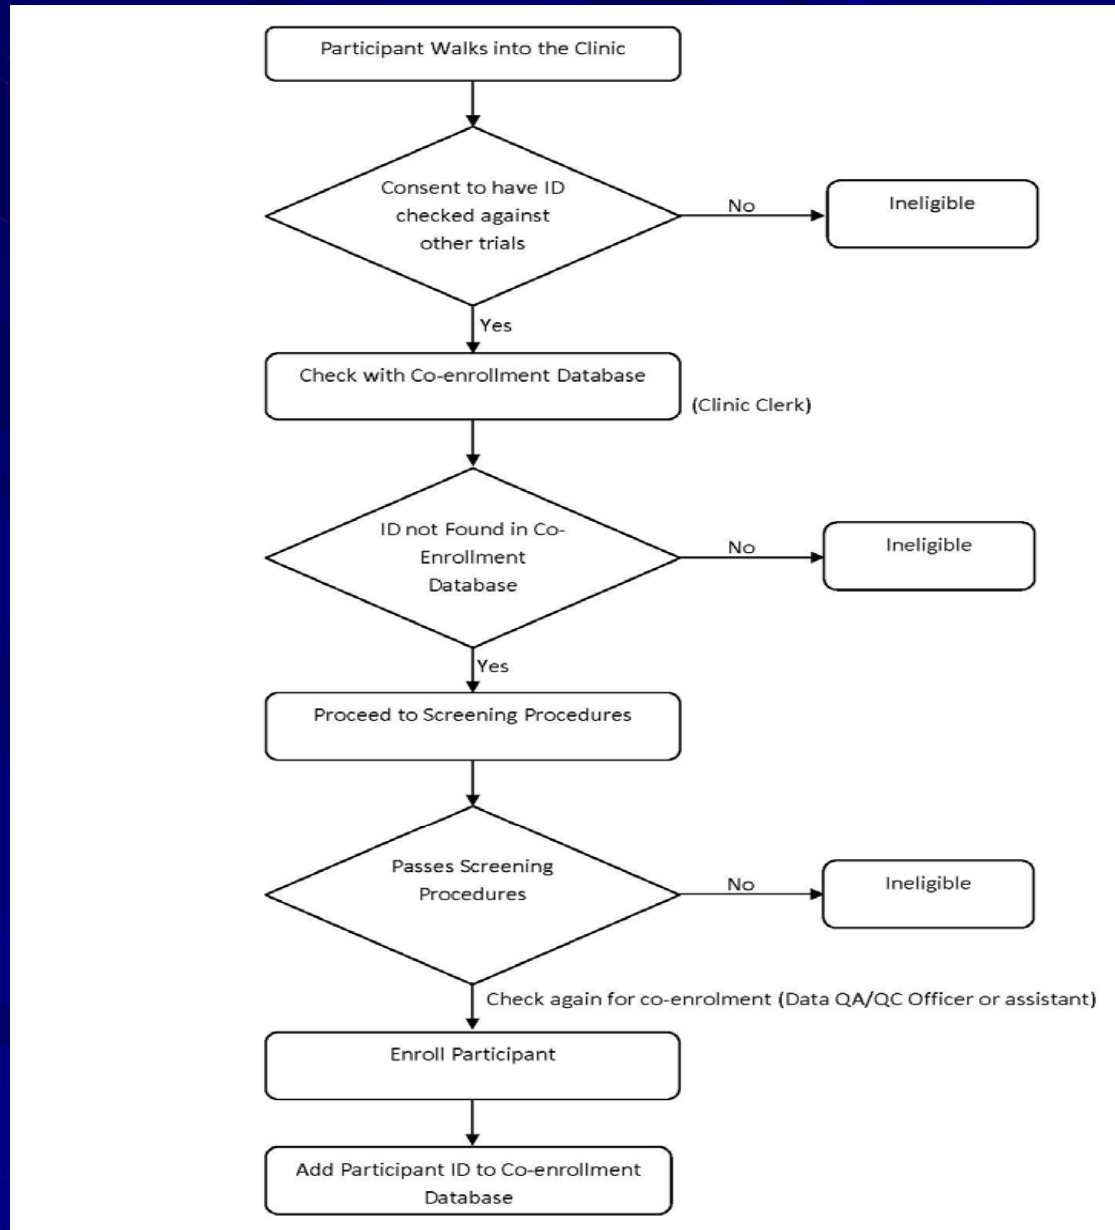 Participant Walks into the Clinic
Consent to have ID
checked against
other trials
No
Ineligible
Yes
Check with Co-enrollment Database
(Clinic Clerk)
ID not Found in Co-
Enrollment
Database
No
Ineligible
Yes
Proceed to Screening Procedures
Passes Screening
Procedures
No
Ineligible
Check again for co-enrolment (Data QA/QC Officer or assistant)
Enroll Participant
Add Participant ID to Co-enrollment
Database